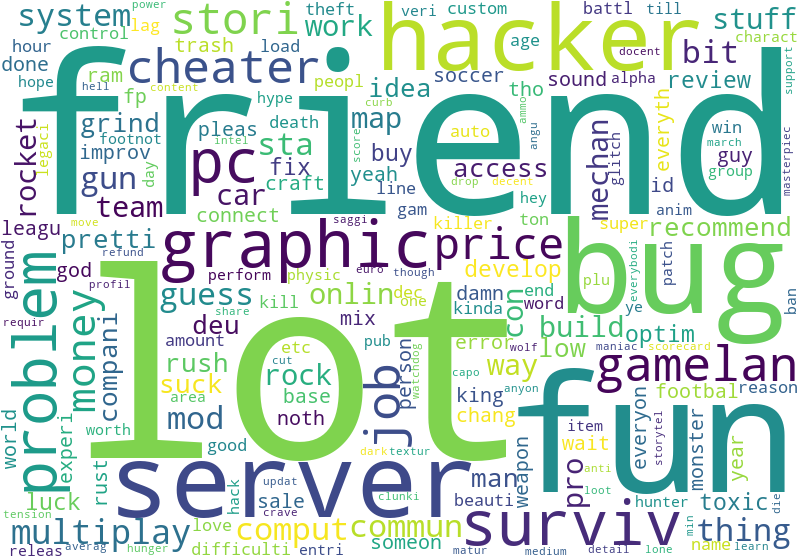 power theft veri custom battl till
stori hacker
system work lag age tho stuff
hour control trash load docent charact
done cheater soccer sound alpha bit support
hope ram hell peopl idea review
fp content hype curb friend
rocket grind pleas death map auto win everyth
footnot intel score ammo angu march guy glitch
legaci improv day sta yeah buy access group mechan masterpiec
gun pc fix line drop decent hey id
team car craft gam ton anim
leagu move connect saggi killer super recommend
pretti refund graphic price
ground god perform physic euro though develop bug
problem profil guess share kill onlin dec one damn end word con plu everybodi patch ye ban
requir deu mix kinda build
money compani amount rush etc pub error low optim
suck cut rock watchdog person way wolf maniac scorecard
area base capo king anyon gamelan
world experi worth mod noth job chang footbal reason
lot item everyon fun
good dark textur wait storytel monster year
rust hack updat server man weapon pro anti
luck sale crave clunki beauti loot hunter toxic die
tension multiplay love comput commun surviv thing
releas averag hunger difficulti entri someon matur medium detail lone min name learn